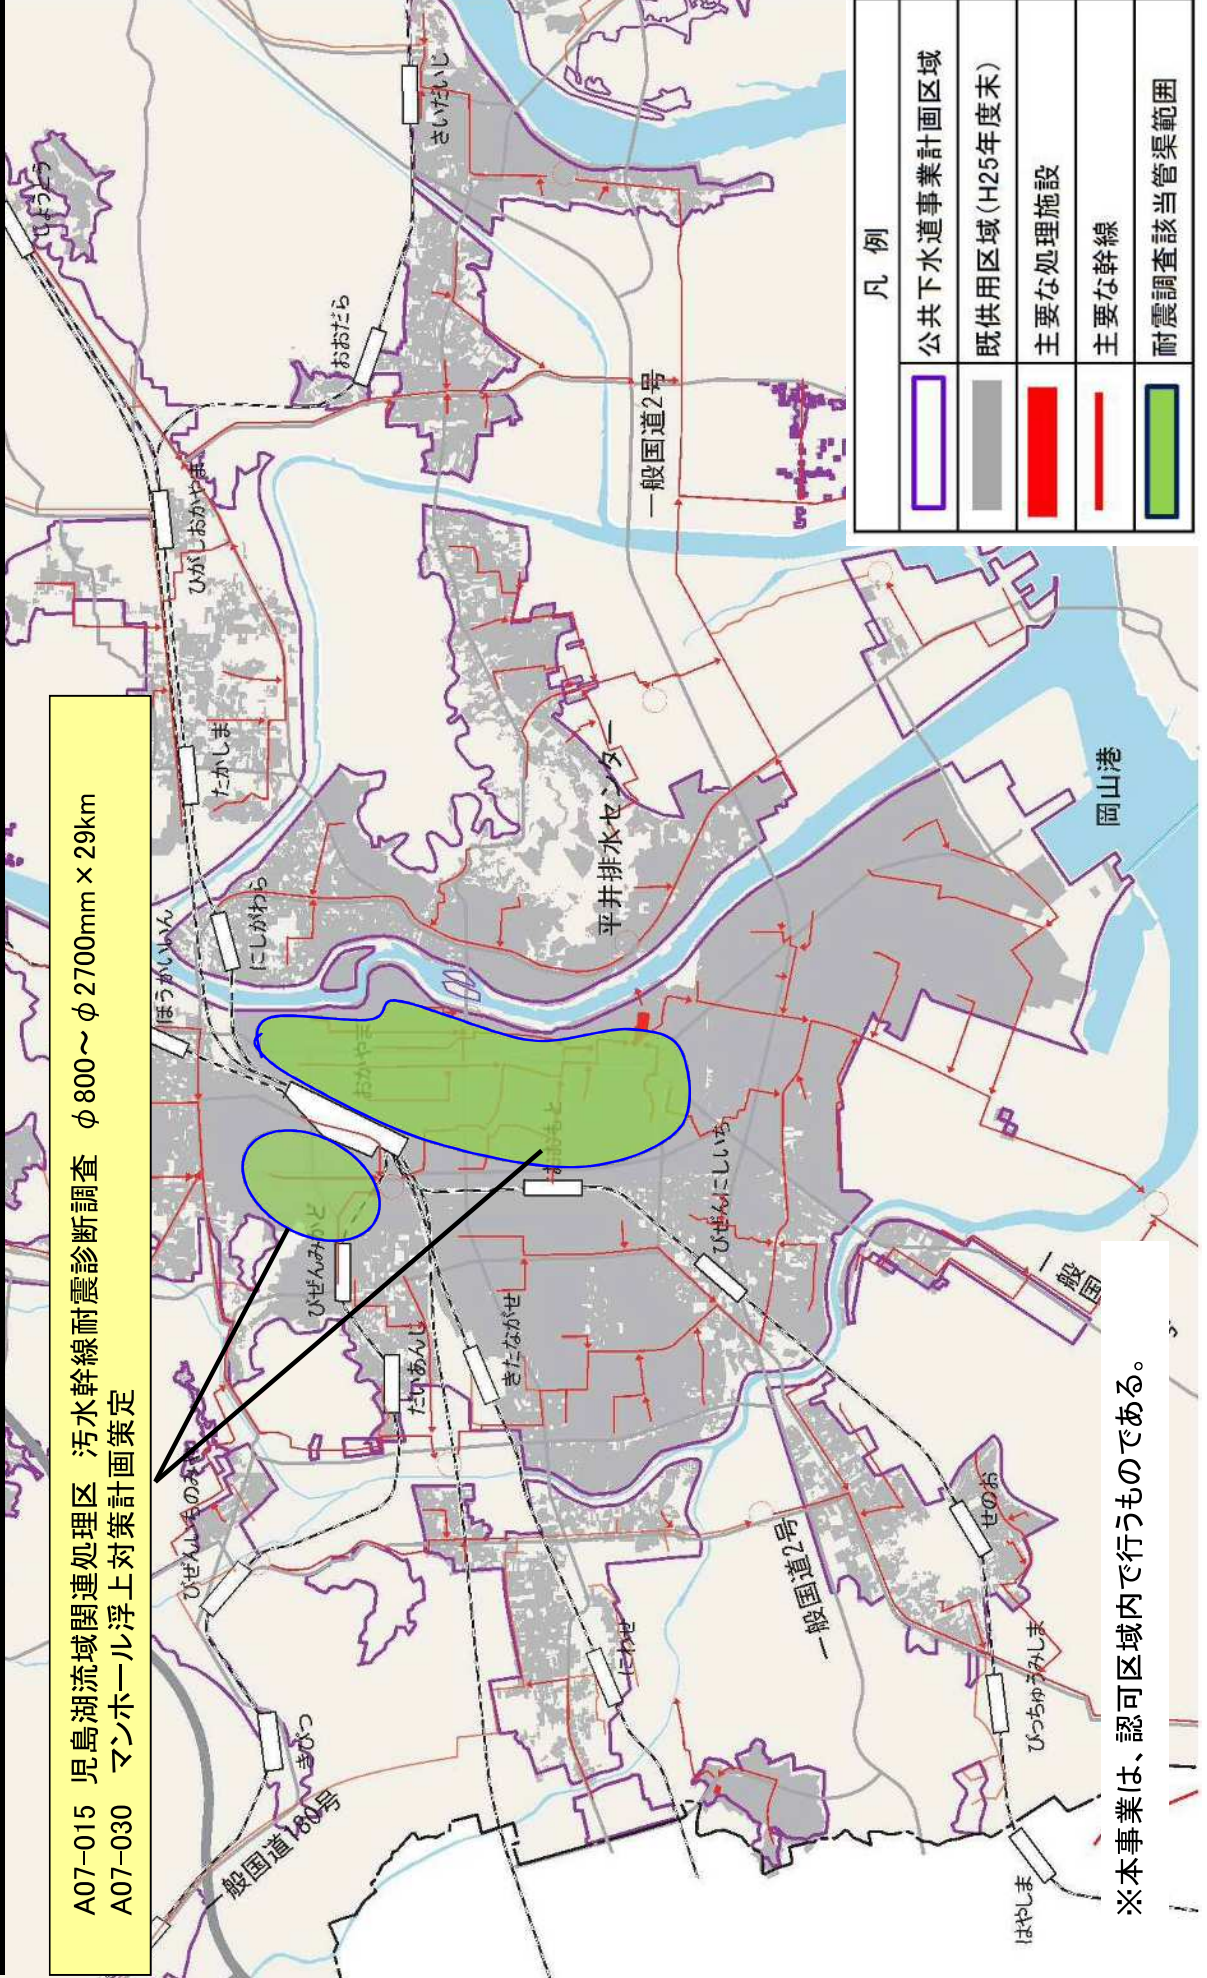 A07-015 児島湖流域関連処理区 汚水幹線耐震診断調査 φ800～φ2700mm×29km
A07-030 マンホール浮上対策計画策定
じょうとう
さいだいじ
おおだら
ひがしおかやま
たかしま
にしがわら
ほうかいいん
おかやま
びぜんみかど
だいあんじ
きたながせ
おおもと
びぜんにしいち
びぜんいちのみや
きびつ
にわせ
せのお
びっちゅうみしま
はやしま
一般国道180号
一般国道2号
一般国道2号
一般国
号
平井排水センター
岡山港
凡 例
公共下水道事業計画区域
既供用区域(H25年度末)
主要な処理施設
主要な幹線
耐震調査該当管渠範囲
※本事業は、認可区域内で行うものである。